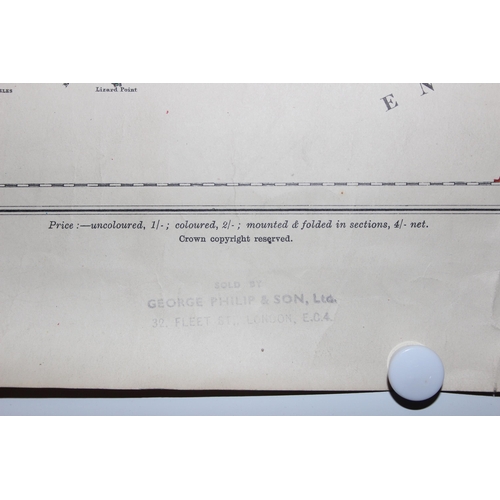 Lizard Point
E N
Price :—uncoloured, 1/- ; coloured, 2/- ; mounted & folded in sections, 4/- net.
Crown copyright reserved.
SOLD BY
GEORGE PHILIP & SON, Ltd.
32, FLEET ST., LONDON, E.C.4.